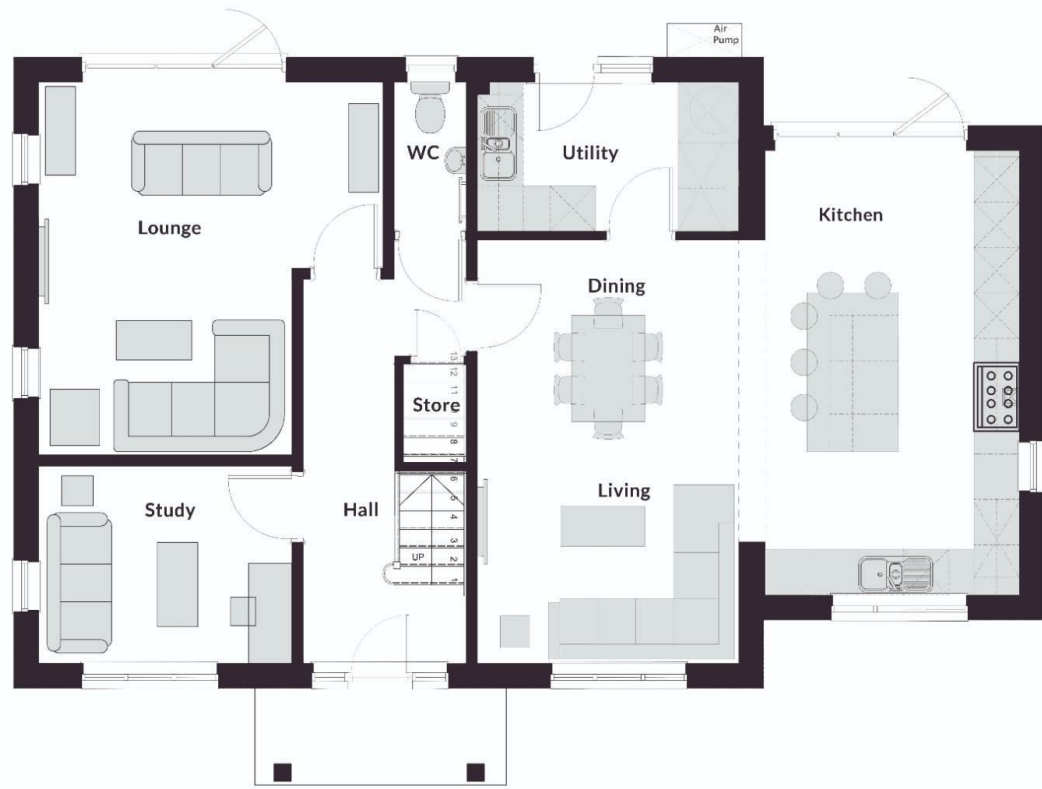 Air
Pump
WC
Utility
Kitchen
Lounge
Dining
13
12
11
Store
9
8
7
Living
6
5
4
3
2
1
UP
Study
Hall